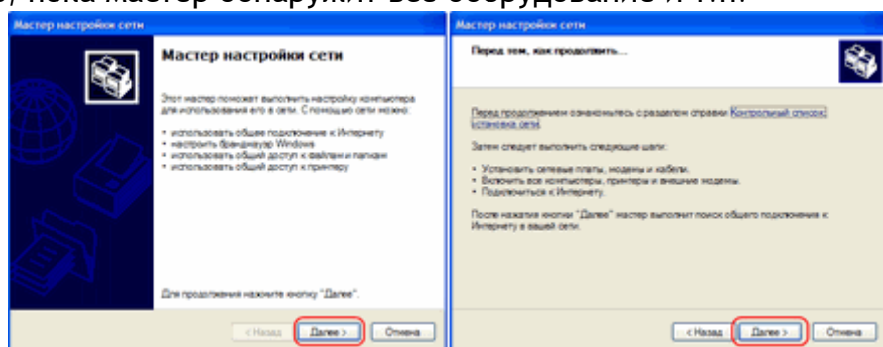 пока мастер обнаружит все оборудование и т.п.
Мастер настройки сети
Мастер настройки сети
Этот мастер поможет выполнить настройку компьютера
для использования его в сети. С помощью сети можно:
• использовать общее подключение к Интернету
• настроить брандмауэр Windows
• использовать общий доступ к файлам и папкам
• использовать общий доступ к принтеру
Для продолжения нажмите кнопку "Далее".
< Назад
Далее >
Отмена
Мастер настройки сети
Перед тем, как продолжить...
Перед продолжением ознакомьтесь с разделом справки Контрольный список:
установка сети.
Затем следует выполнить следующие шаги:
• Установить сетевые платы, модемы и кабели.
• Включить все компьютеры, принтеры и внешние модемы.
• Подключиться к Интернету.
После нажатия кнопки "Далее" мастер выполнит поиск общего подключения к
Интернету в вашей сети.
< Назад
Далее >
Отмена